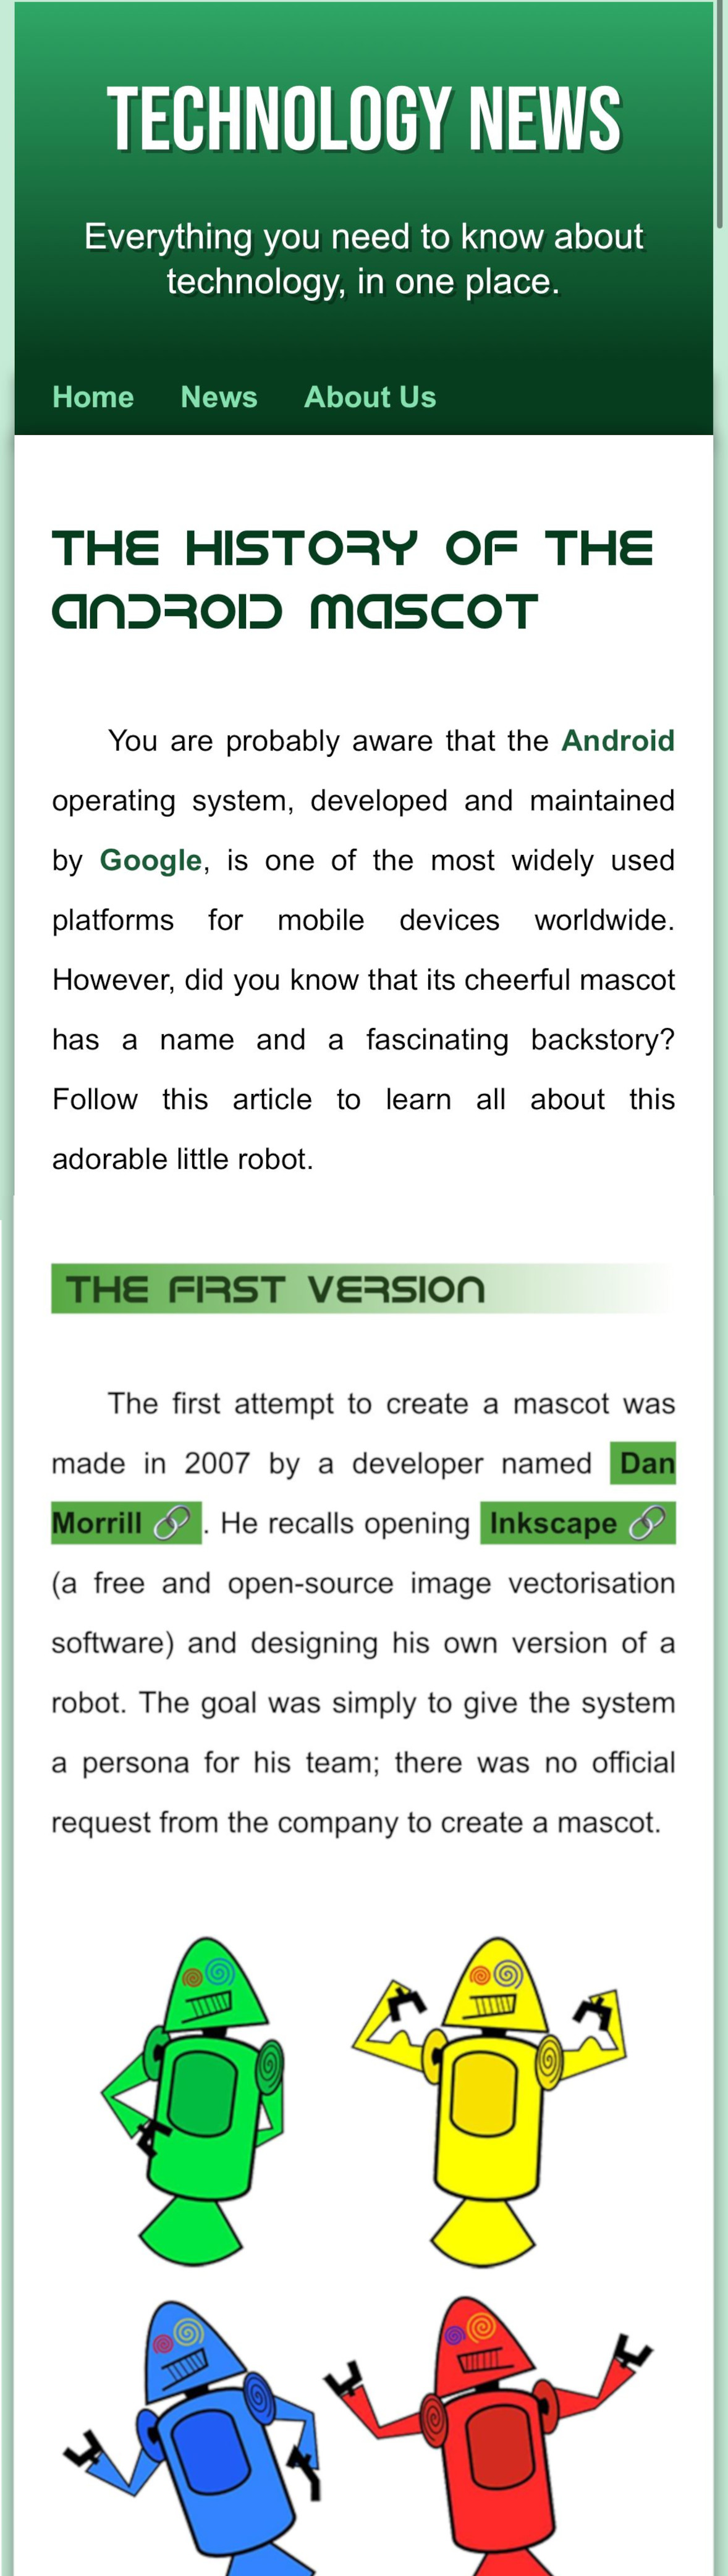 TECHNOLOGY NEWS
Everything you need to know about
technology, in one place.
Home News About Us
THE HISTORY OF THE
ANDROID MASCOT
You are probably aware that the Android
operating system, developed and maintained
by Google, is one of the most widely used
platforms for mobile devices worldwide.
However, did you know that its cheerful mascot
has a name and a fascinating backstory?
Follow this article to learn all about this
adorable little robot.
THE FIRST VERSION
The first attempt to create a mascot was
made in 2007 by a developer named Dan
Morrill 🔗. He recalls opening Inkscape 🔗
(a free and open-source image vectorisation
software) and designing his own version of a
robot. The goal was simply to give the system
a persona for his team; there was no official
request from the company to create a mascot.